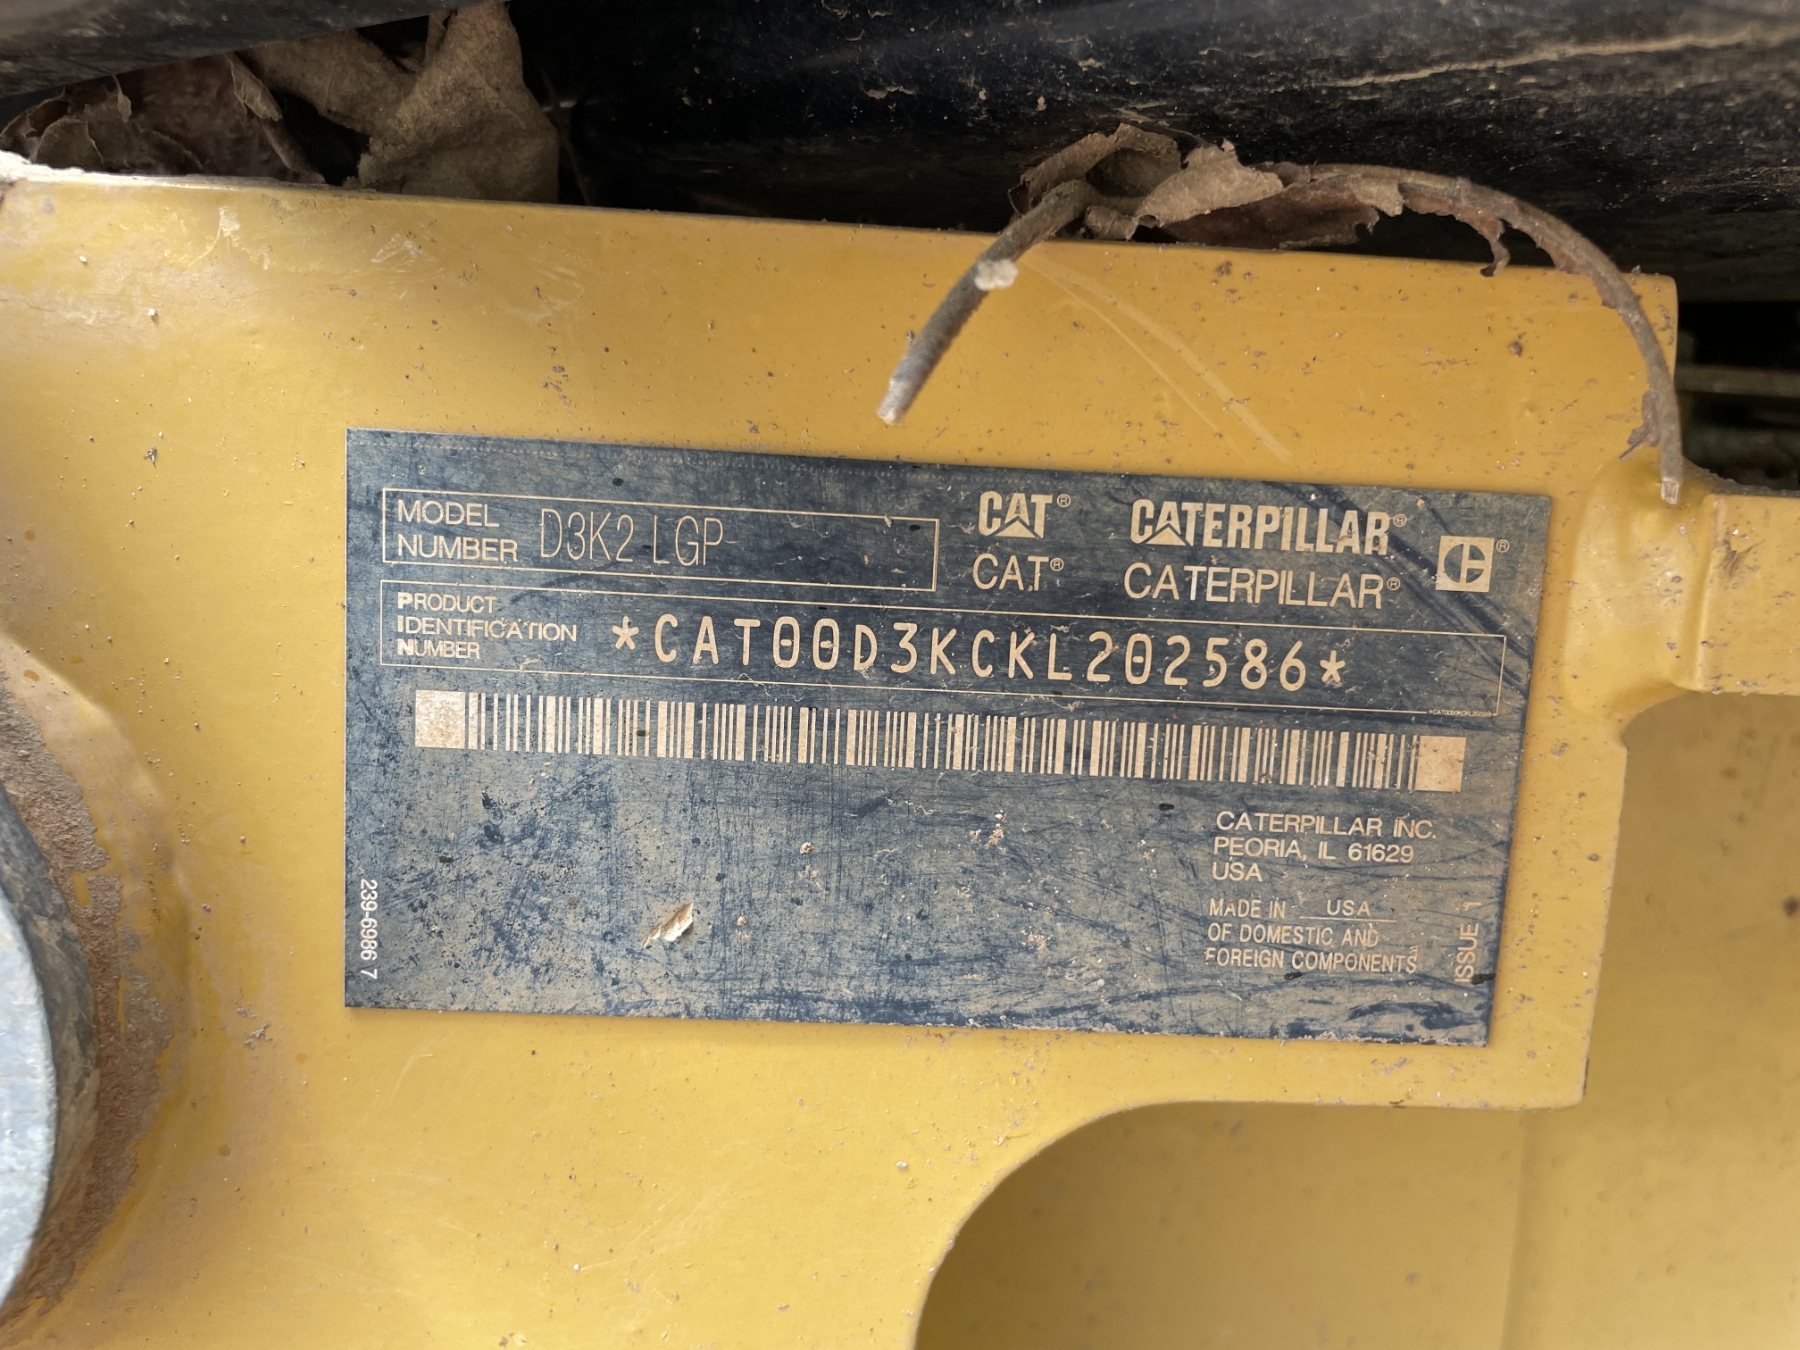 MODEL
NUMBER
D3K2 LGP
CAT® CATERPILLAR®
CAT® CATERPILLAR®
PRODUCT
IDENTIFICATION
NUMBER
*CAT00D3KCKL202586*
*CAT00D3KCKL202586*
CATERPILLAR INC.
PEORIA, IL 61629
USA
MADE IN USA
OF DOMESTIC AND
FOREIGN COMPONENTS
ISSUE 1
239-6986 7